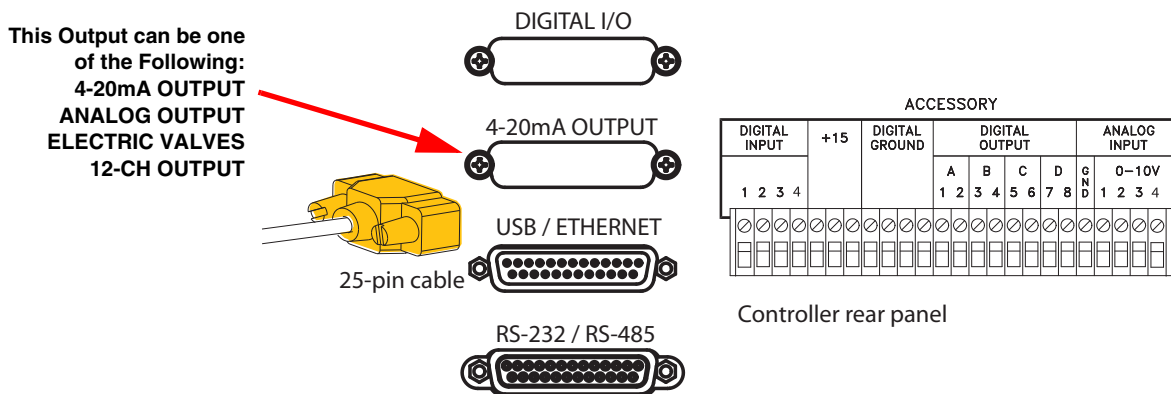 This Output can be one
of the Following:
4-20mA OUTPUT
ANALOG OUTPUT
ELECTRIC VALVES
12-CH OUTPUT
DIGITAL I/O
4-20mA OUTPUT
USB / ETHERNET
25-pin cable
RS-232 / RS-485
ACCESSORY
DIGITAL
INPUT
+15
DIGITAL
GROUND
DIGITAL
OUTPUT
ANALOG
INPUT
A B C D GND 0-10V
1 2 3 4 1 2 3 4 5 6 7 8 1 2 3 4
Controller rear panel